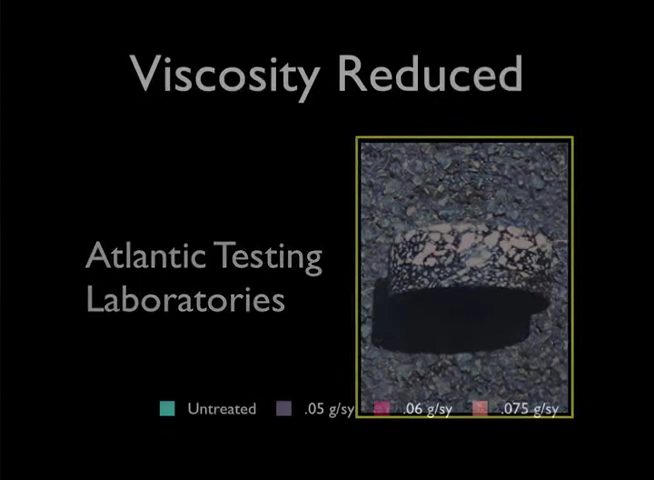 Viscosity Reduced
Atlantic Testing
Laboratories
Untreated .05 g/sy .06 g/sy .075 g/sy